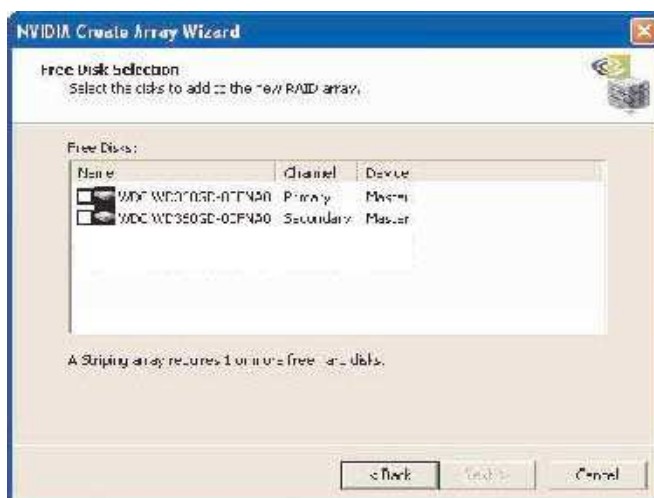 NVIDIA Create Array Wizard
Free Disk Selection
Select the disks to add to the new RAID array.
Free Disks:
Name Channel Device
WDC Primary Master
WDC Secondary Master
A Striping array requires 1 or more free hard disks.
< Back Next > Cancel